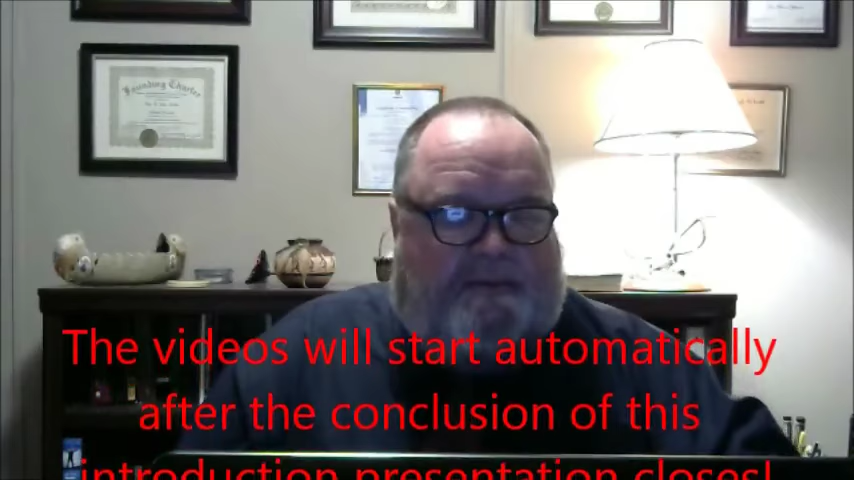 Founding Charter
The videos will start automatically
after the conclusion of this
introduction presentation closes!